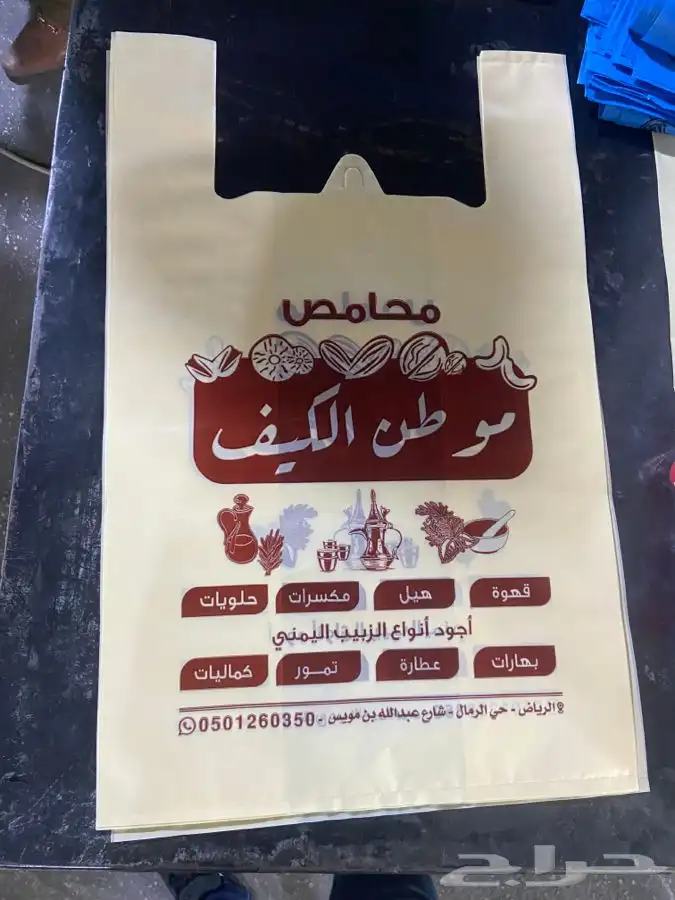 محامص
موطن الكيف
قهوة هيل مكسرات حلويات
أجود أنواع الزبيب اليمني
بهارات عطارة تمـور كماليات
الرياض - حي الرمال - شارع عبدالله بن مويس - 0501260350
حراج